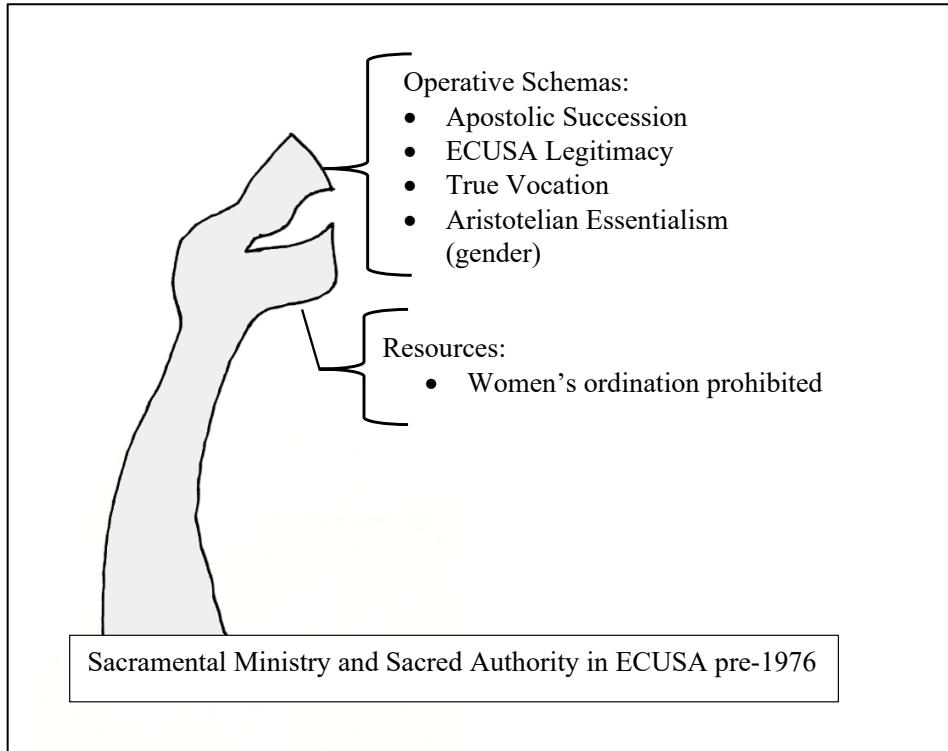 Operative Schemas:
• Apostolic Succession
• ECUSA Legitimacy
• True Vocation
• Aristotelian Essentialism
(gender)
Resources:
• Women’s ordination prohibited
Sacramental Ministry and Sacred Authority in ECUSA pre-1976